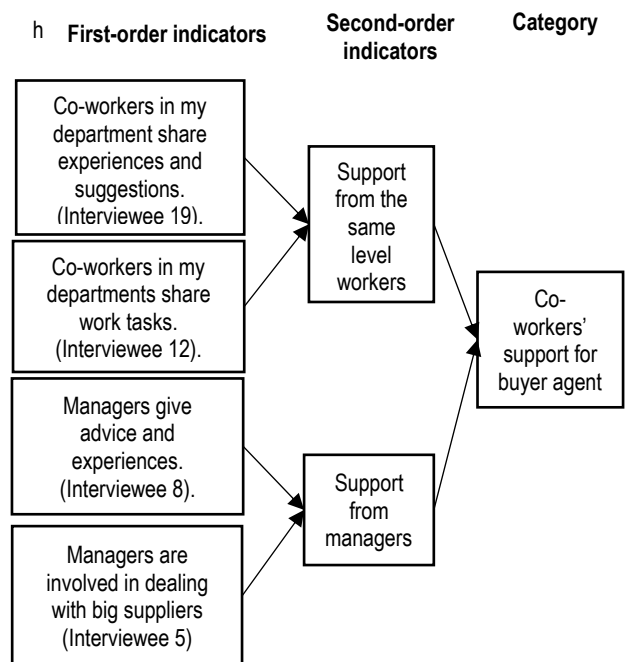 h First-order indicators
Second-order
indicators
Category
Co-workers in my
department share
experiences and
suggestions.
(Interviewee 19).
Co-workers in my
departments share
work tasks.
(Interviewee 12).
Managers give
advice and
experiences.
(Interviewee 8).
Managers are
involved in dealing
with big suppliers
(Interviewee 5)
Support
from the
same
level
workers
Support
from
managers
Co-
workers’
support for
buyer agent